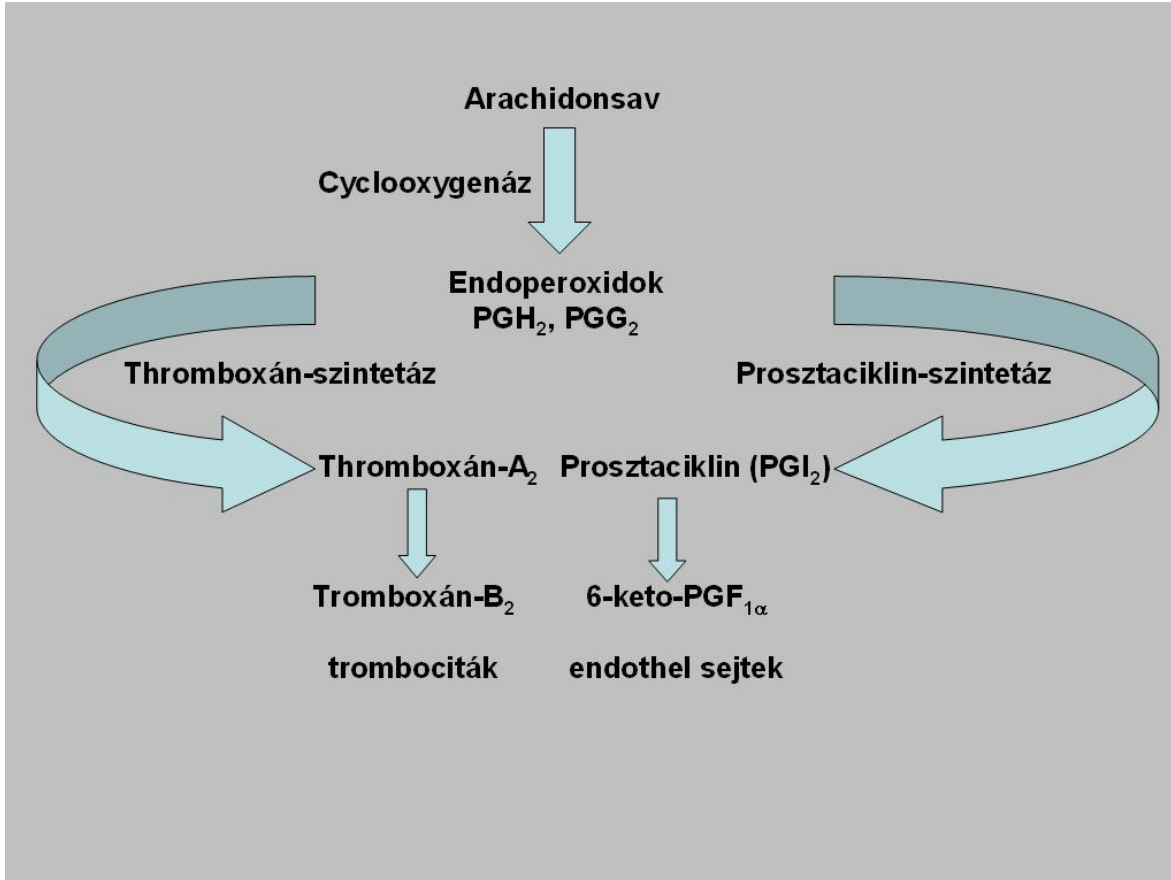 Arachidonsav
Cyclooxygenáz
Endoperoxidok
PGH₂, PGG₂
Thromboxán-szintetáz
Prosztaciklin-szintetáz
Thromboxán-A₂
Prosztaciklin (PGI₂)
Tromboxán-B₂
6-keto-PGF₁α
trombociták
endothel sejtek